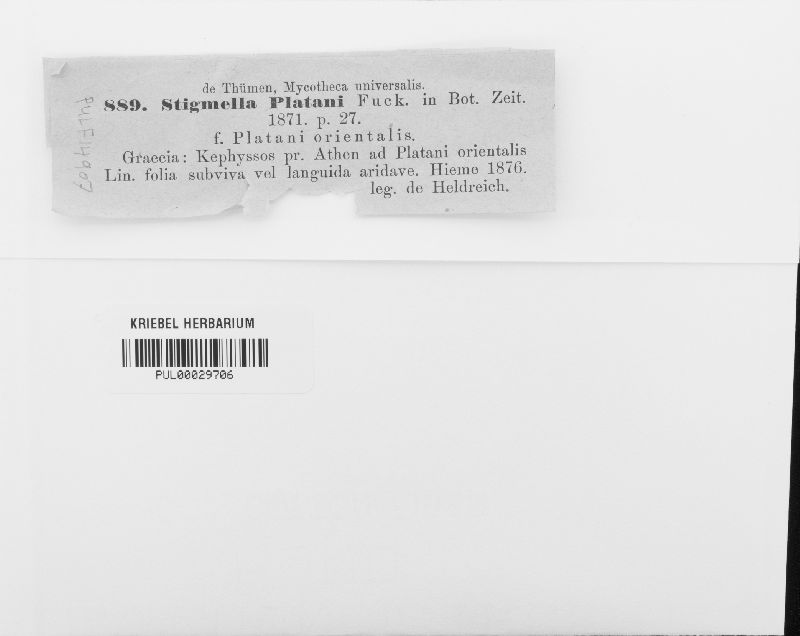 de Thümen, Mycotheca universalis.
889. Stigmella Platani Fuck. in Bot. Zeit.
1871. p. 27.
f. Platani orientalis.
Graecia: Kephyssos pr. Athen ad Platani orientalis
Lin. folia subviva vel languida aridave. Hieme 1876.
leg. de Heldreich.
KRIEBEL HERBARIUM
PUL00029706